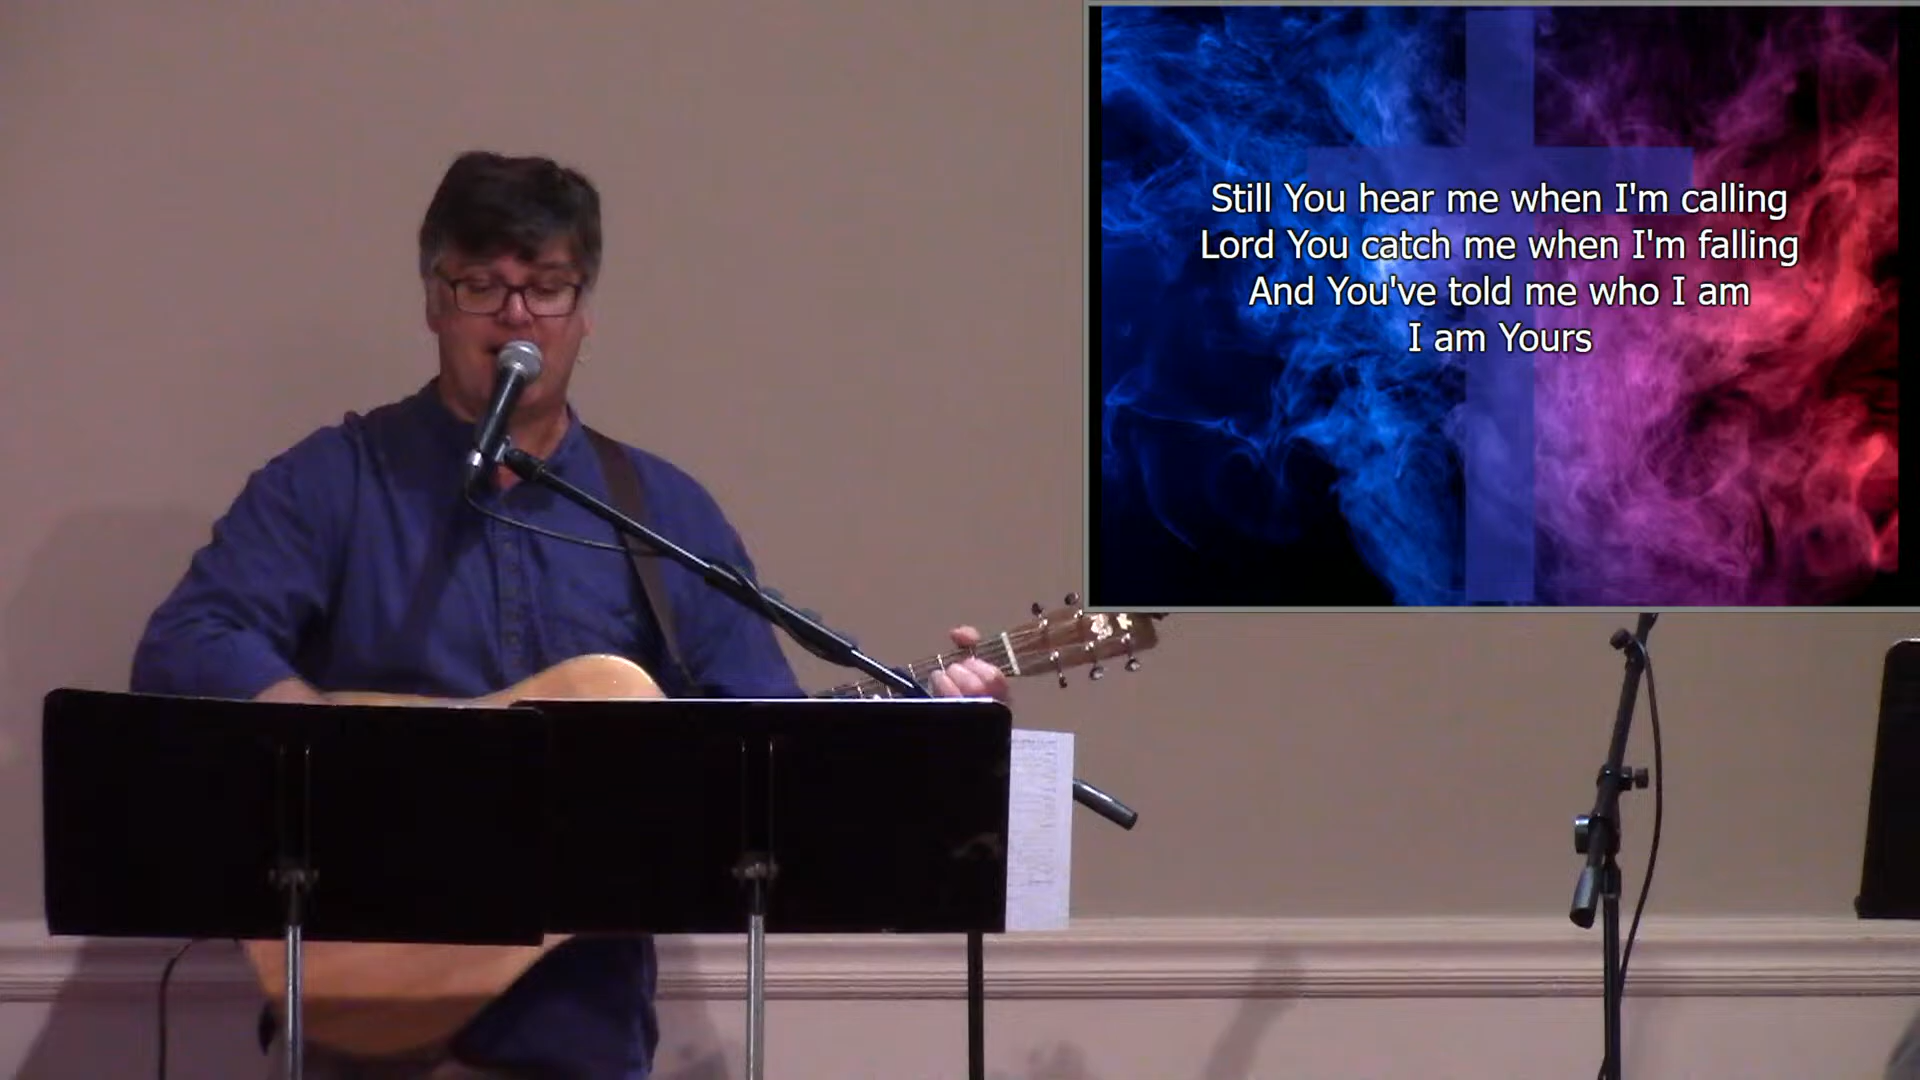 Still You hear me when I'm calling
Lord You catch me when I'm falling
And You've told me who I am
I am Yours